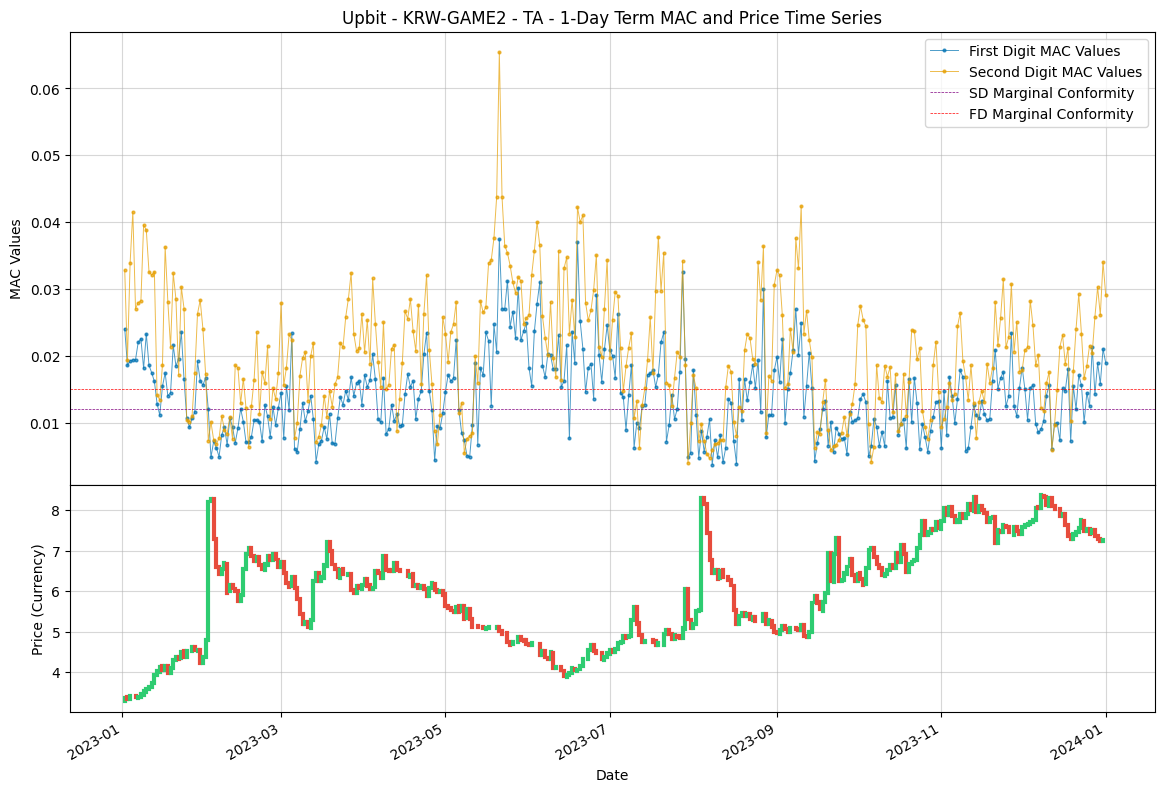 Upbit - KRW-GAME2 - TA - 1-Day Term MAC and Price Time Series
First Digit MAC Values
Second Digit MAC Values
SD Marginal Conformity
FD Marginal Conformity
MAC Values
0.06
0.05
0.04
0.03
0.02
0.01
Price (Currency)
8
7
6
5
4
2023-01
2023-03
2023-05
2023-07
2023-09
2023-11
2024-01
Date